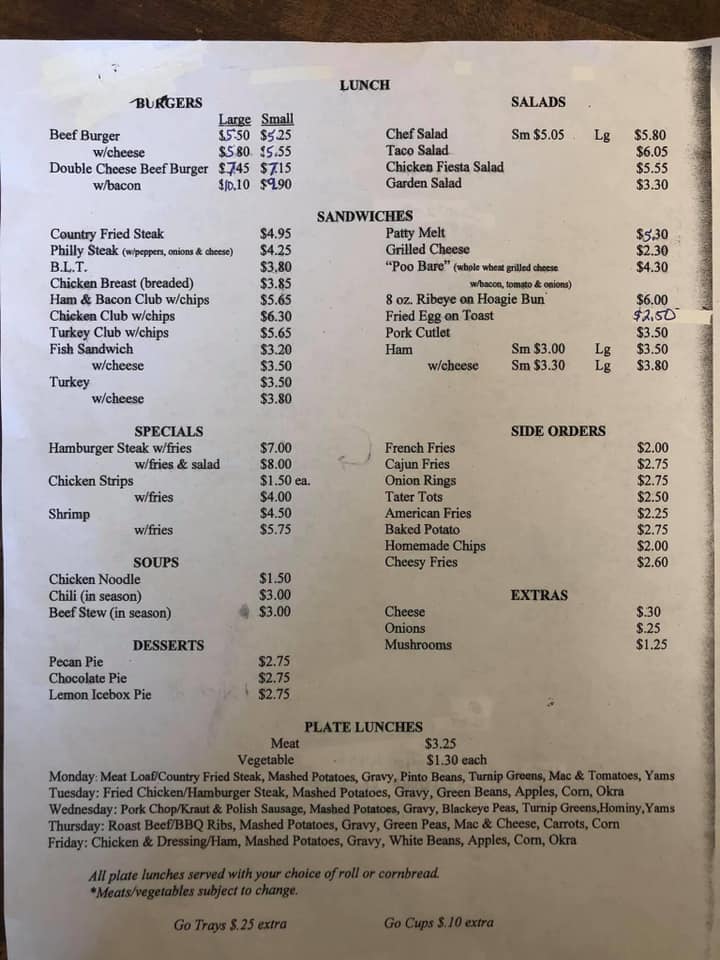 LUNCH
BURGERS
Large Small
Beef Burger $5.50 $5.25
w/cheese $5.80 $5.55
Double Cheese Beef Burger $7.45 $7.15
w/bacon $10.10 $9.90
SALADS
Chef Salad Sm $5.05 Lg $5.80
Taco Salad $6.05
Chicken Fiesta Salad $5.55
Garden Salad $3.30
SANDWICHES
Country Fried Steak $4.95
Philly Steak (w/peppers, onions & cheese) $4.25
B.L.T. $3,80
Chicken Breast (breaded) $3.85
Ham & Bacon Club w/chips $5.65
Chicken Club w/chips $6.30
Turkey Club w/chips $5.65
Fish Sandwich $3.20
w/cheese $3.50
Turkey $3.50
w/cheese $3.80
Patty Melt $5.30
Grilled Cheese $2.30
"Poo Bare" (whole wheat grilled cheese $4.30
w/bacon, tomato & onions)
8 oz. Ribeye on Hoagie Bun $6.00
Fried Egg on Toast $2.50
Pork Cutlet $3.50
Ham Sm $3.00 Lg $3.50
w/cheese Sm $3.30 Lg $3.80
SPECIALS
Hamburger Steak w/fries $7.00
w/fries & salad $8.00
Chicken Strips $1.50 ea.
w/fries $4.00
Shrimp $4.50
w/fries $5.75
SOUPS
Chicken Noodle $1.50
Chili (in season) $3.00
Beef Stew (in season) $3.00
DESSERTS
Pecan Pie $2.75
Chocolate Pie $2.75
Lemon Icebox Pie $2.75
SIDE ORDERS
French Fries $2.00
Cajun Fries $2.75
Onion Rings $2.75
Tater Tots $2.50
American Fries $2.25
Baked Potato $2.75
Homemade Chips $2.00
Cheesy Fries $2.60
EXTRAS
Cheese $.30
Onions $.25
Mushrooms $1.25
PLATE LUNCHES
Meat $3.25
Vegetable $1.30 each
Monday: Meat Loaf/Country Fried Steak, Mashed Potatoes, Gravy, Pinto Beans, Turnip Greens, Mac & Tomatoes, Yams
Tuesday: Fried Chicken/Hamburger Steak, Mashed Potatoes, Gravy, Green Beans, Apples, Corn, Okra
Wednesday: Pork Chop/Kraut & Polish Sausage, Mashed Potatoes, Gravy, Blackeye Peas, Turnip Greens,Hominy,Yams
Thursday: Roast Beef/BBQ Ribs, Mashed Potatoes, Gravy, Green Peas, Mac & Cheese, Carrots, Corn
Friday: Chicken & Dressing/Ham, Mashed Potatoes, Gravy, White Beans, Apples, Corn, Okra
All plate lunches served with your choice of roll or cornbread.
*Meats/vegetables subject to change.
Go Trays $.25 extra Go Cups $.10 extra